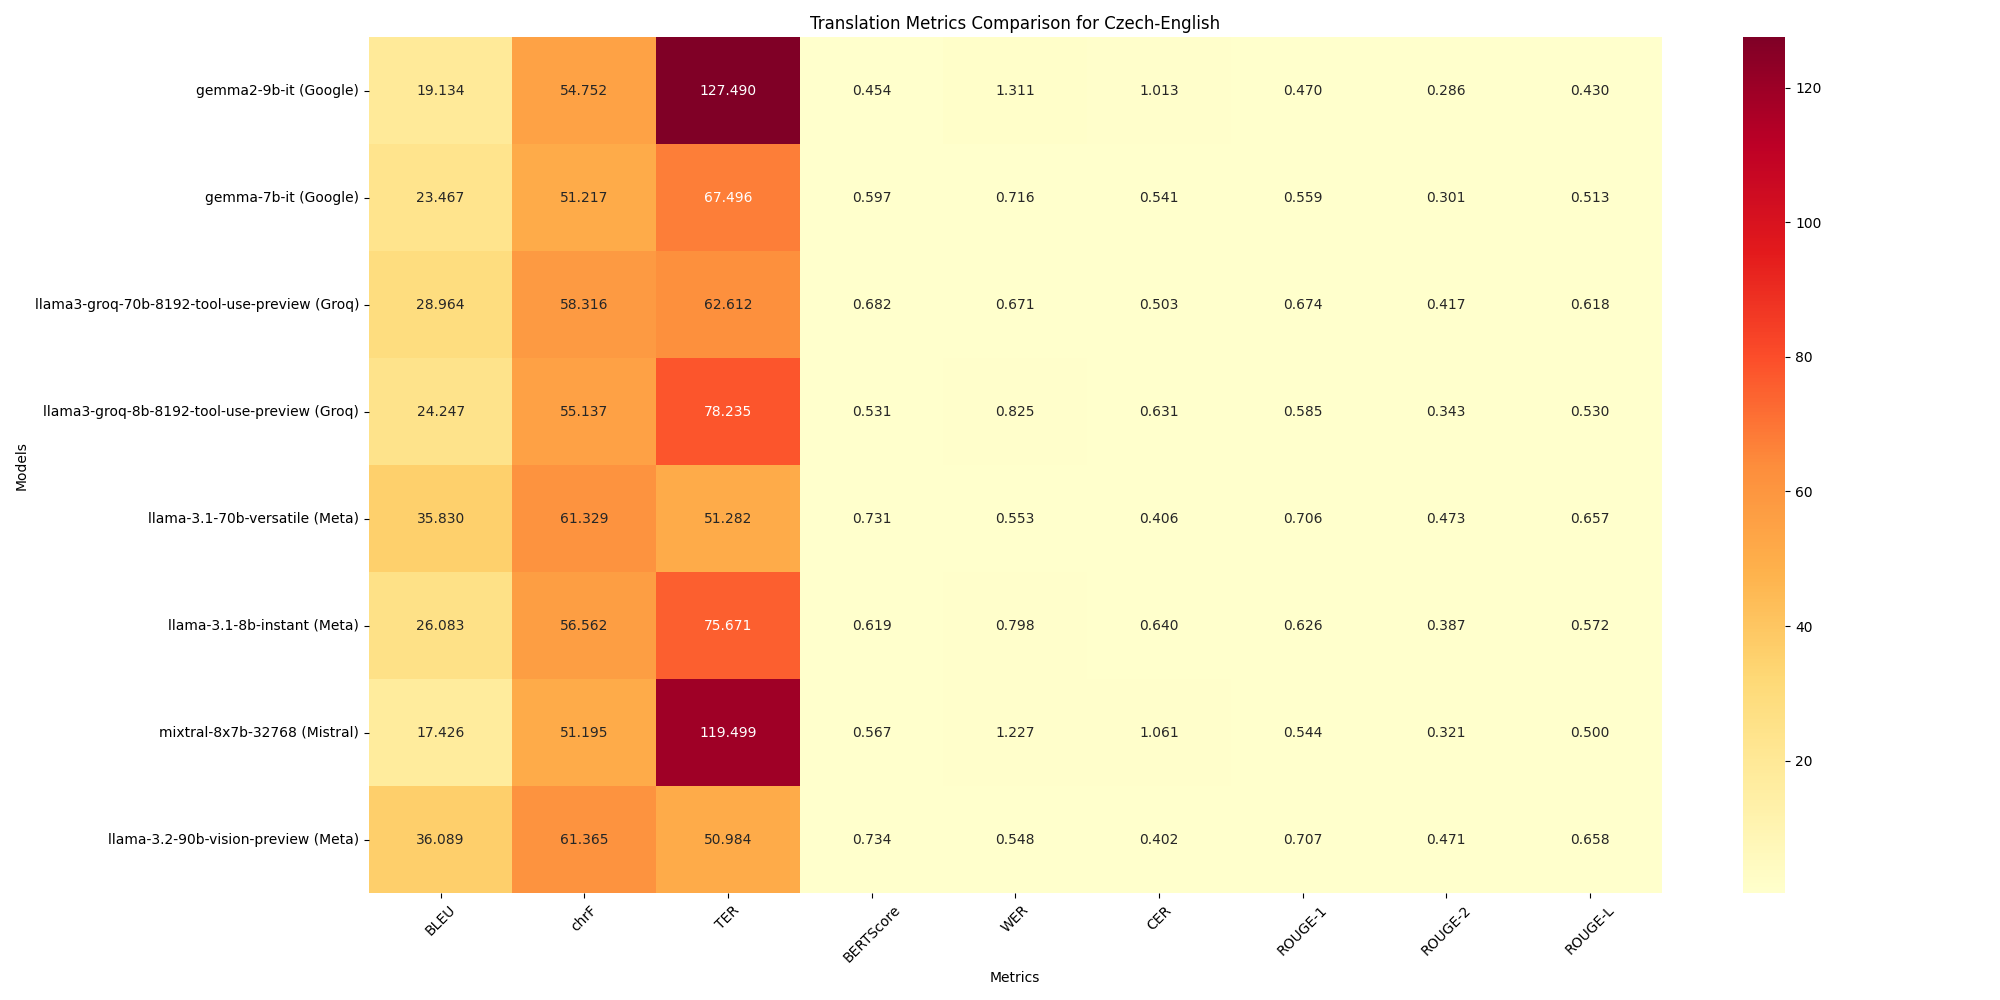 Translation Metrics Comparison for Czech-English
Models
gemma2-9b-it (Google) 19.134 54.752 127.490 0.454 1.311 1.013 0.470 0.286 0.430
gemma-7b-it (Google) 23.467 51.217 67.496 0.597 0.716 0.541 0.559 0.301 0.513
llama3-groq-70b-8192-tool-use-preview (Groq) 28.964 58.316 62.612 0.682 0.671 0.503 0.674 0.417 0.618
llama3-groq-8b-8192-tool-use-preview (Groq) 24.247 55.137 78.235 0.531 0.825 0.631 0.585 0.343 0.530
llama-3.1-70b-versatile (Meta) 35.830 61.329 51.282 0.731 0.553 0.406 0.706 0.473 0.657
llama-3.1-8b-instant (Meta) 26.083 56.562 75.671 0.619 0.798 0.640 0.626 0.387 0.572
mixtral-8x7b-32768 (Mistral) 17.426 51.195 119.499 0.567 1.227 1.061 0.544 0.321 0.500
llama-3.2-90b-vision-preview (Meta) 36.089 61.365 50.984 0.734 0.548 0.402 0.707 0.471 0.658
BLEU chrF TER BERTScore WER CER ROUGE-1 ROUGE-2 ROUGE-L
Metrics
120
100
80
60
40
20